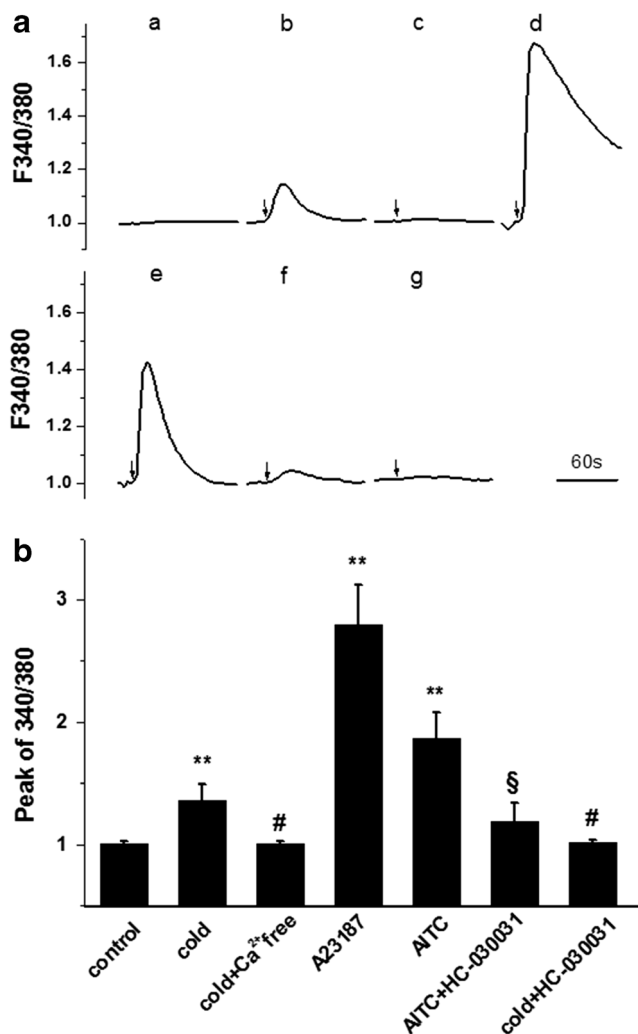 a
a b c d
F340/380
1.6
1.4
1.2
1.0
e f g
F340/380
1.6
1.4
1.2
1.0
60s
b
Peak of 340/380
3
2
1
**
#
**
**
§
#
control
cold
cold+Ca²⁺free
A23187
AITC
AITC+HC-030031
cold+HC-030031